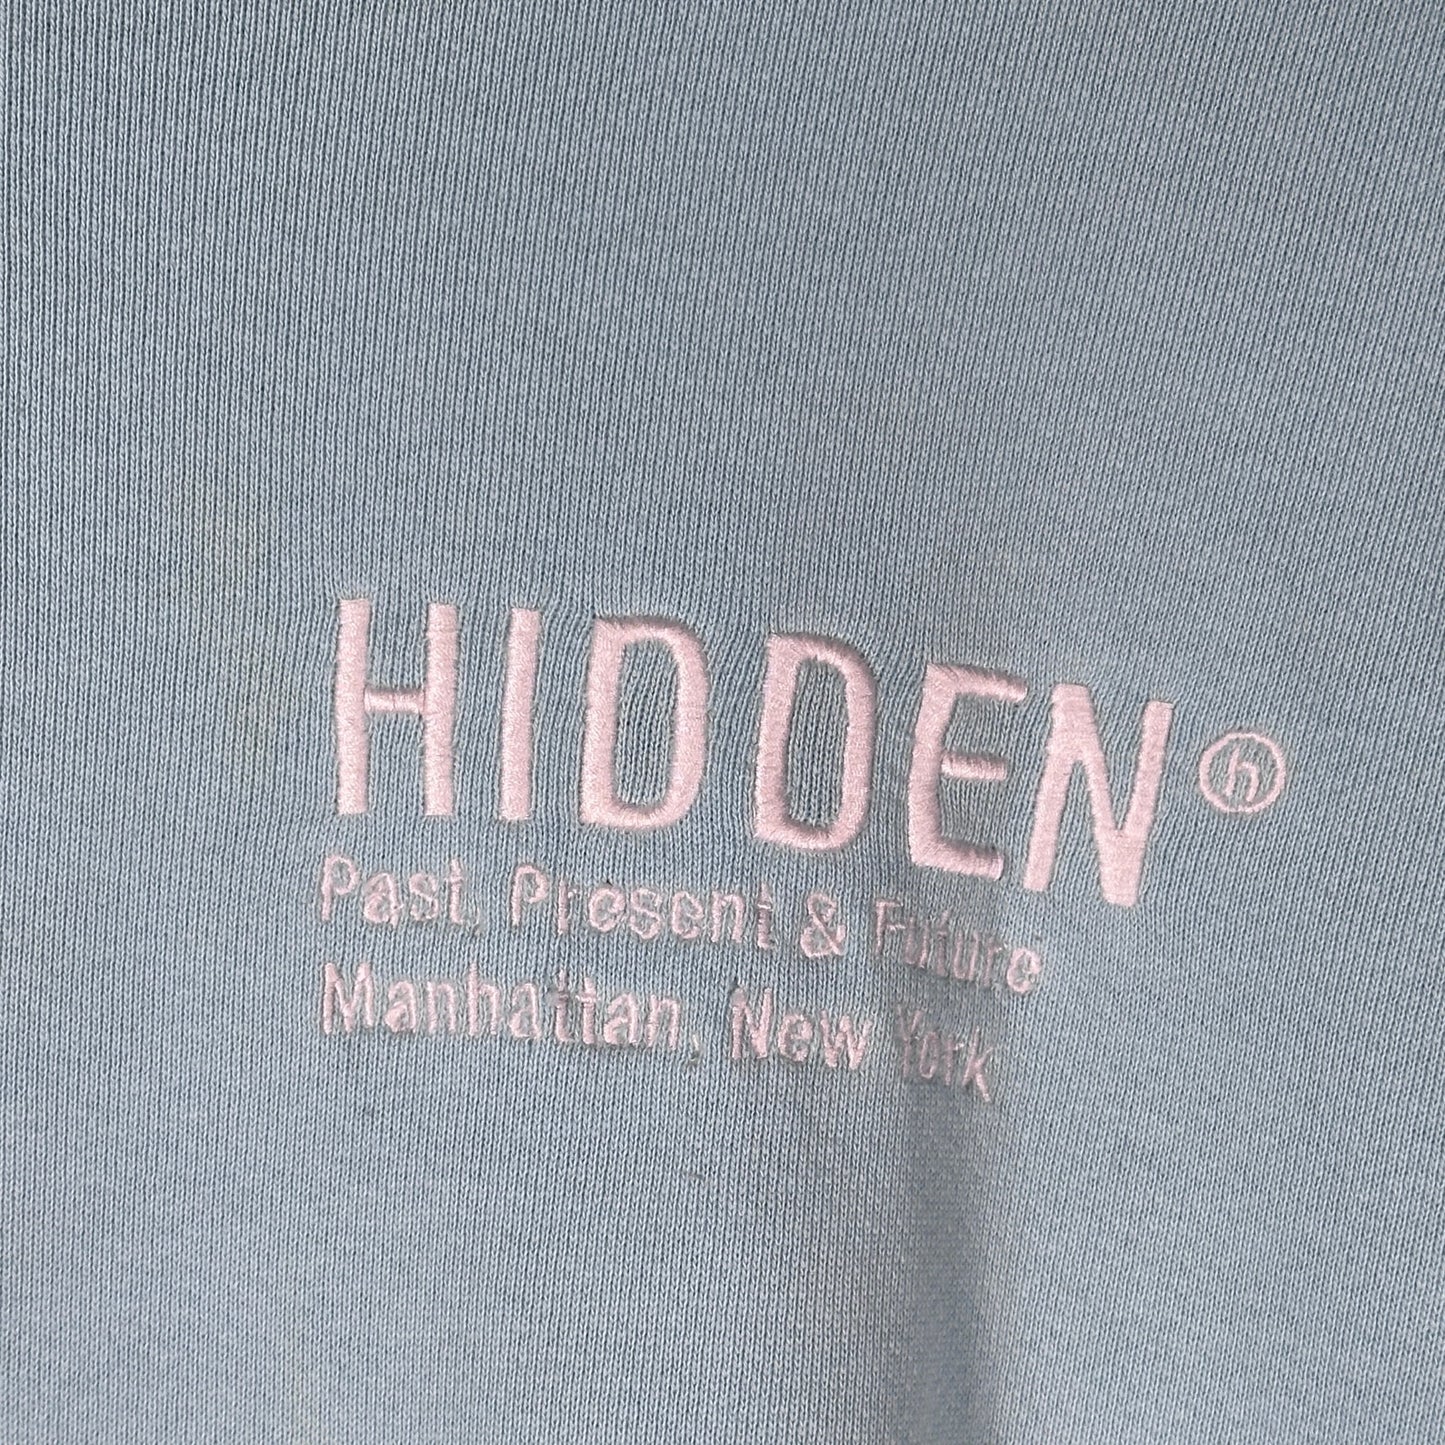 HIDDEN ⓗ
Past, Present & Future
Manhattan, New York